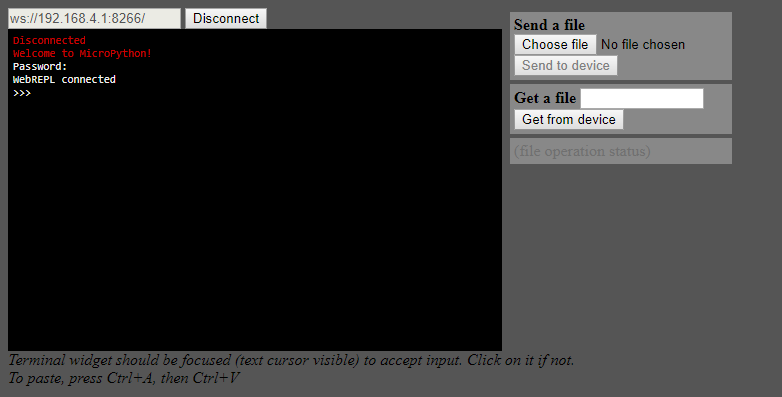 ws://192.168.4.1:8266/ Disconnect
Disconnected
Welcome to MicroPython!
Password:
WebREPL connected
>>>
Send a file
Choose file No file chosen
Send to device
Get a file
Get from device
(file operation status)
Terminal widget should be focused (text cursor visible) to accept input. Click on it if not.
To paste, press Ctrl+A, then Ctrl+V